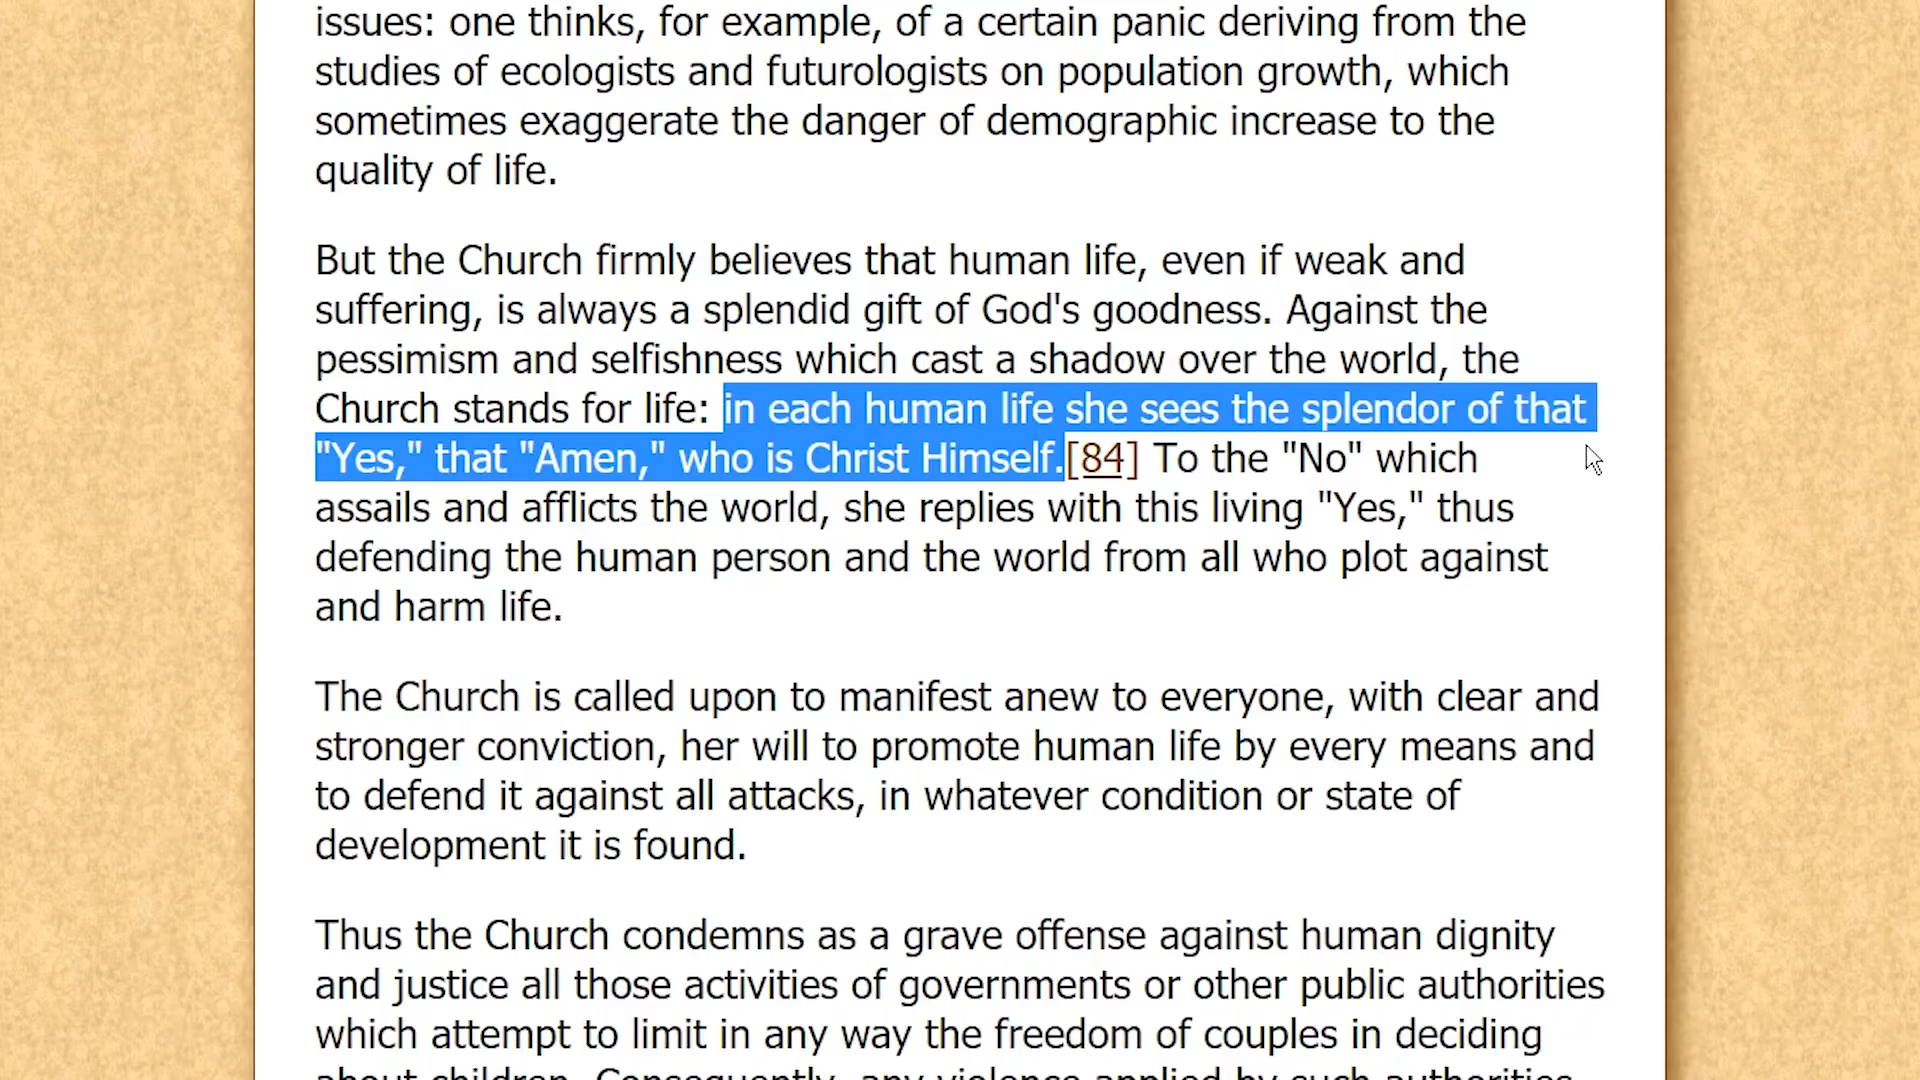 issues: one thinks, for example, of a certain panic deriving from the
studies of ecologists and futurologists on population growth, which
sometimes exaggerate the danger of demographic increase to the
quality of life.
But the Church firmly believes that human life, even if weak and
suffering, is always a splendid gift of God's goodness. Against the
pessimism and selfishness which cast a shadow over the world, the
Church stands for life: in each human life she sees the splendor of that
"Yes," that "Amen," who is Christ Himself.[84] To the "No" which
assails and afflicts the world, she replies with this living "Yes," thus
defending the human person and the world from all who plot against
and harm life.
The Church is called upon to manifest anew to everyone, with clear and
stronger conviction, her will to promote human life by every means and
to defend it against all attacks, in whatever condition or state of
development it is found.
Thus the Church condemns as a grave offense against human dignity
and justice all those activities of governments or other public authorities
which attempt to limit in any way the freedom of couples in deciding
about children. Consequently, any violence applied by such authorities